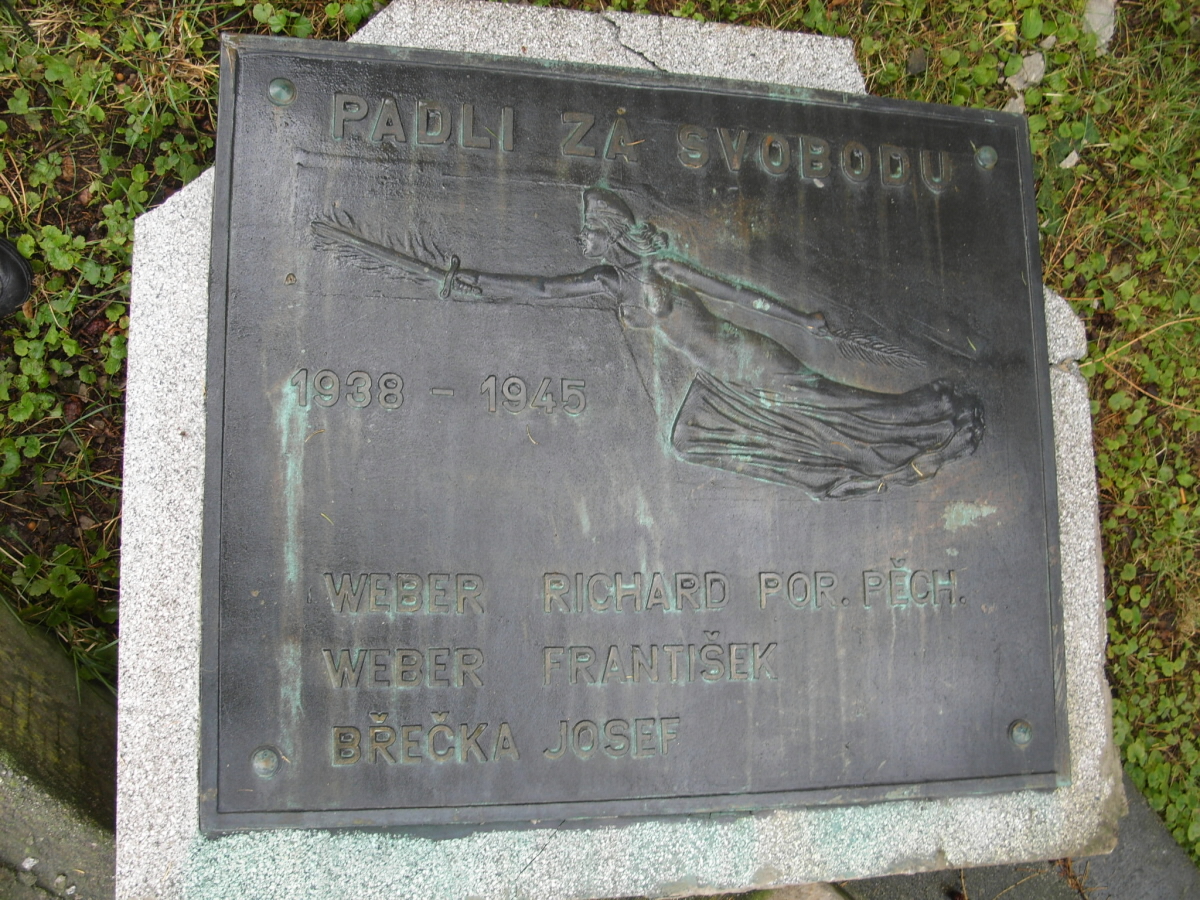 PADLI ZA SVOBODU
1938 - 1945
WEBER RICHARD POR. PĚCH.
WEBER FRANTIŠEK
BŘEČKA JOSEF